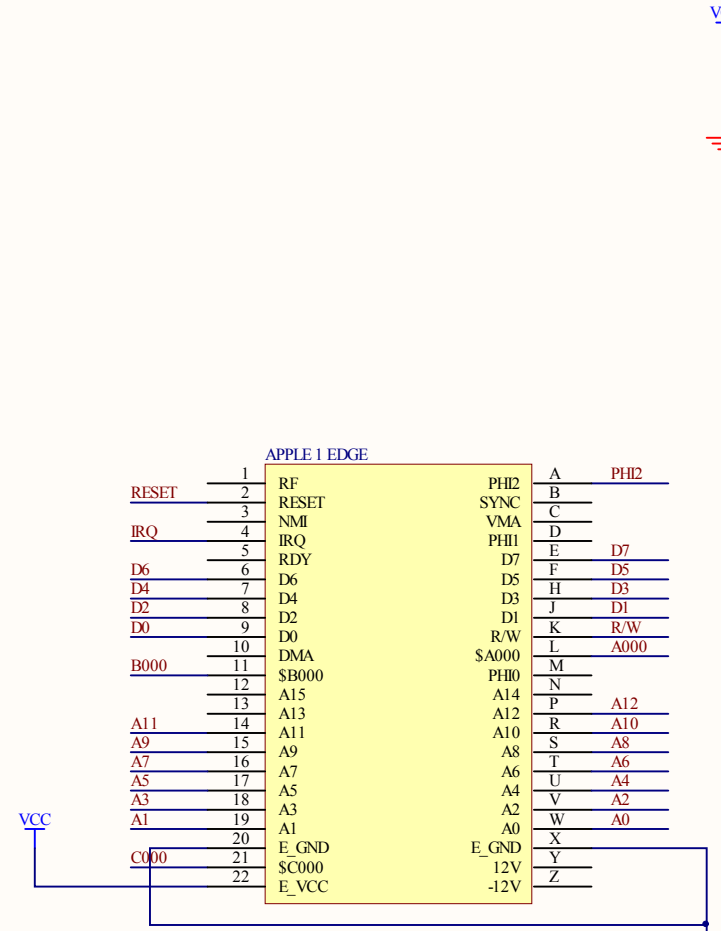 V
APPLE 1 EDGE
1 RF PHI2 A PHI2
RESET 2 RESET SYNC B
3 NMI VMA C
IRQ 4 IRQ PHI1 D
5 RDY D7 E D7
D6 6 D6 D5 F D5
D4 7 D4 D3 H D3
D2 8 D2 D1 J D1
D0 9 D0 R/W K R/W
10 DMA $A000 L A000
B000 11 $B000 PHI0 M
12 A15 A14 N
13 A13 A12 P A12
A11 14 A11 A10 R A10
A9 15 A9 A8 S A8
A7 16 A7 A6 T A6
A5 17 A5 A4 U A4
A3 18 A3 A2 V A2
VCC A1 19 A1 A0 W A0
20 E_GND E_GND X
C000 21 $C000 12V Y
22 E_VCC -12V Z